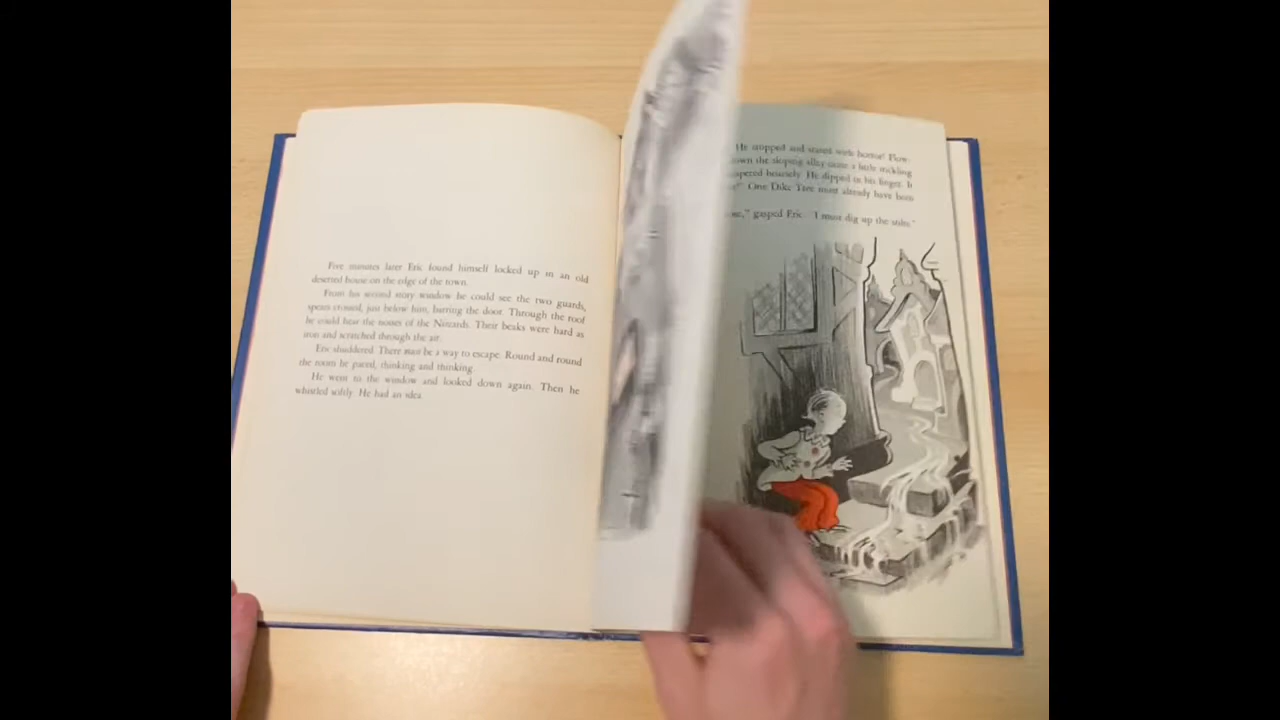 Five minutes later Eric found himself locked up in an old
deserted house on the edge of the town.
From his second story window he could see the two guards,
spears crossed, just below him, barring the door. Through the roof
he could hear the noises of the Nizzards. Their beaks were hard as
iron and scratched through the air.
Eric shuddered. There must be a way to escape. Round and round
the room he paced, thinking and thinking.
He went to the window and looked down again. Then he
whistled softly. He had an idea.
He stopped and stared with horror! Flow-
down the sloping alley came a little trickling
hoarsely. He dipped in his finger. It
One Dike Tree must already have been
gasped Eric. "I must dig up the stilts."